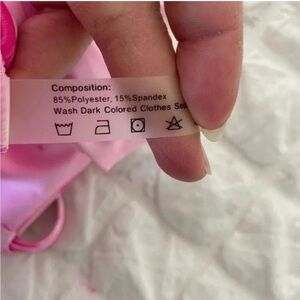 Composition:
85%Polyester, 15%Spandex
Wash Dark Colored Clothes